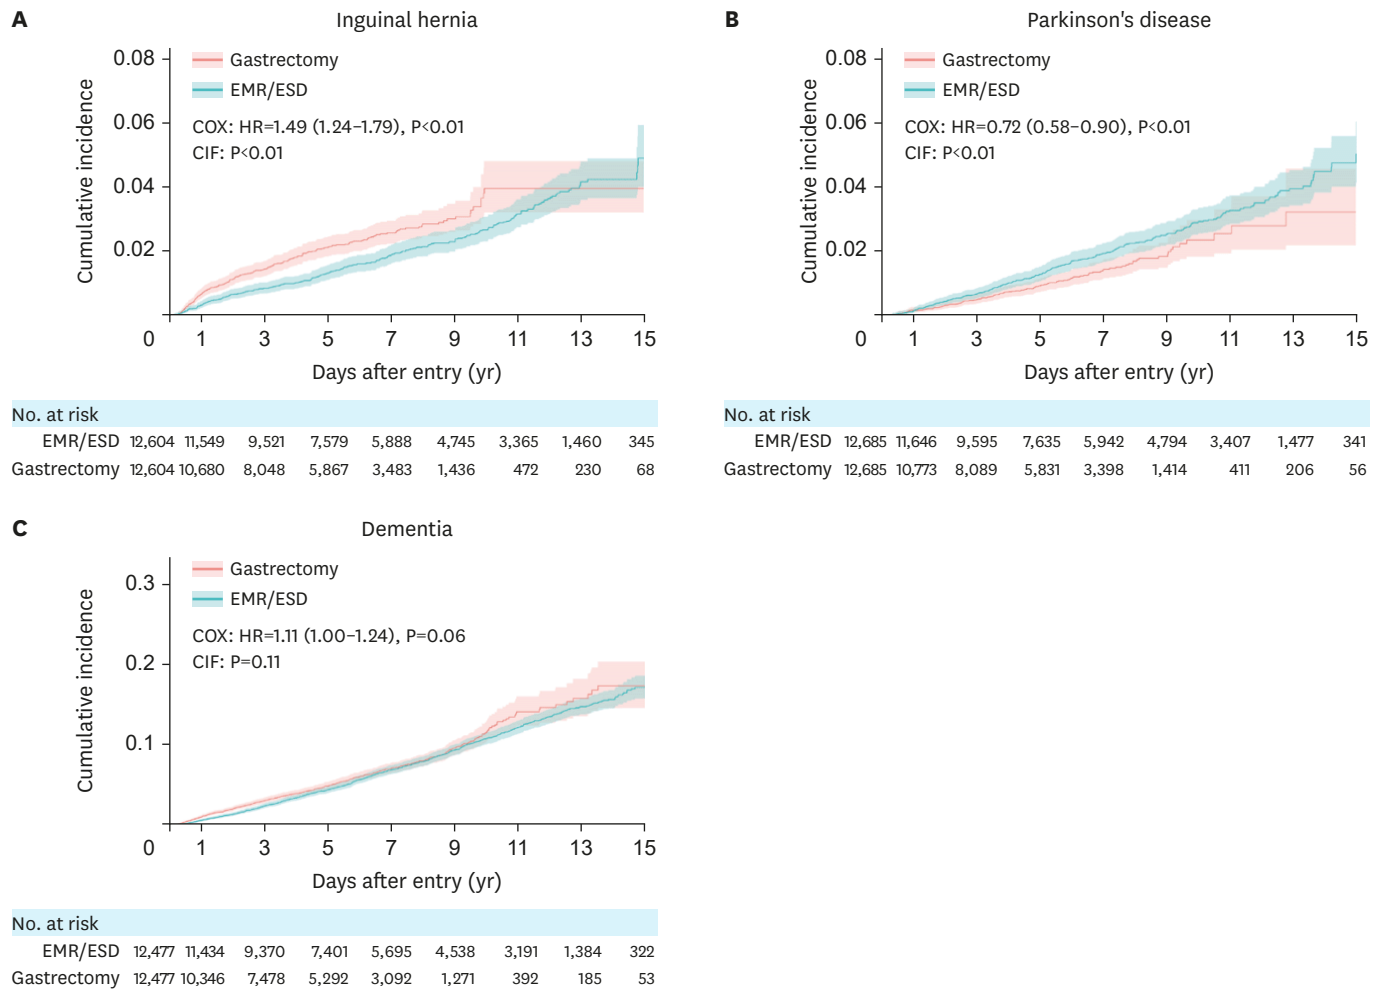 A
Inguinal hernia
Cumulative incidence
0.08
0.06
0.04
0.02
Gastrectomy
EMR/ESD
COX: HR=1.49 (1.24–1.79), P<0.01
CIF: P<0.01
0 1 3 5 7 9 11 13 15
Days after entry (yr)
No. at risk
EMR/ESD 12,604 11,549 9,521 7,579 5,888 4,745 3,365 1,460 345
Gastrectomy 12,604 10,680 8,048 5,867 3,483 1,436 472 230 68
B
Parkinson's disease
Cumulative incidence
0.08
0.06
0.04
0.02
Gastrectomy
EMR/ESD
COX: HR=0.72 (0.58–0.90), P<0.01
CIF: P<0.01
0 1 3 5 7 9 11 13 15
Days after entry (yr)
No. at risk
EMR/ESD 12,685 11,646 9,595 7,635 5,942 4,794 3,407 1,477 341
Gastrectomy 12,685 10,773 8,089 5,831 3,398 1,414 411 206 56
C
Dementia
Cumulative incidence
0.3
0.2
0.1
Gastrectomy
EMR/ESD
COX: HR=1.11 (1.00–1.24), P=0.06
CIF: P=0.11
0 1 3 5 7 9 11 13 15
Days after entry (yr)
No. at risk
EMR/ESD 12,477 11,434 9,370 7,401 5,695 4,538 3,191 1,384 322
Gastrectomy 12,477 10,346 7,478 5,292 3,092 1,271 392 185 53